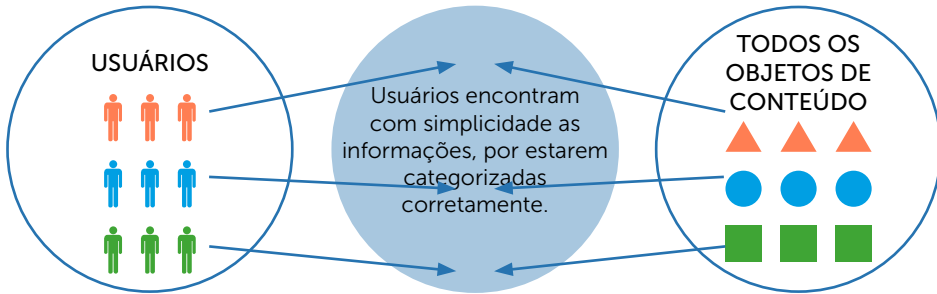 USUÁRIOS
Usuários encontram
com simplicidade as
informações, por estarem
categorizadas
corretamente.
TODOS OS
OBJETOS DE
CONTEÚDO